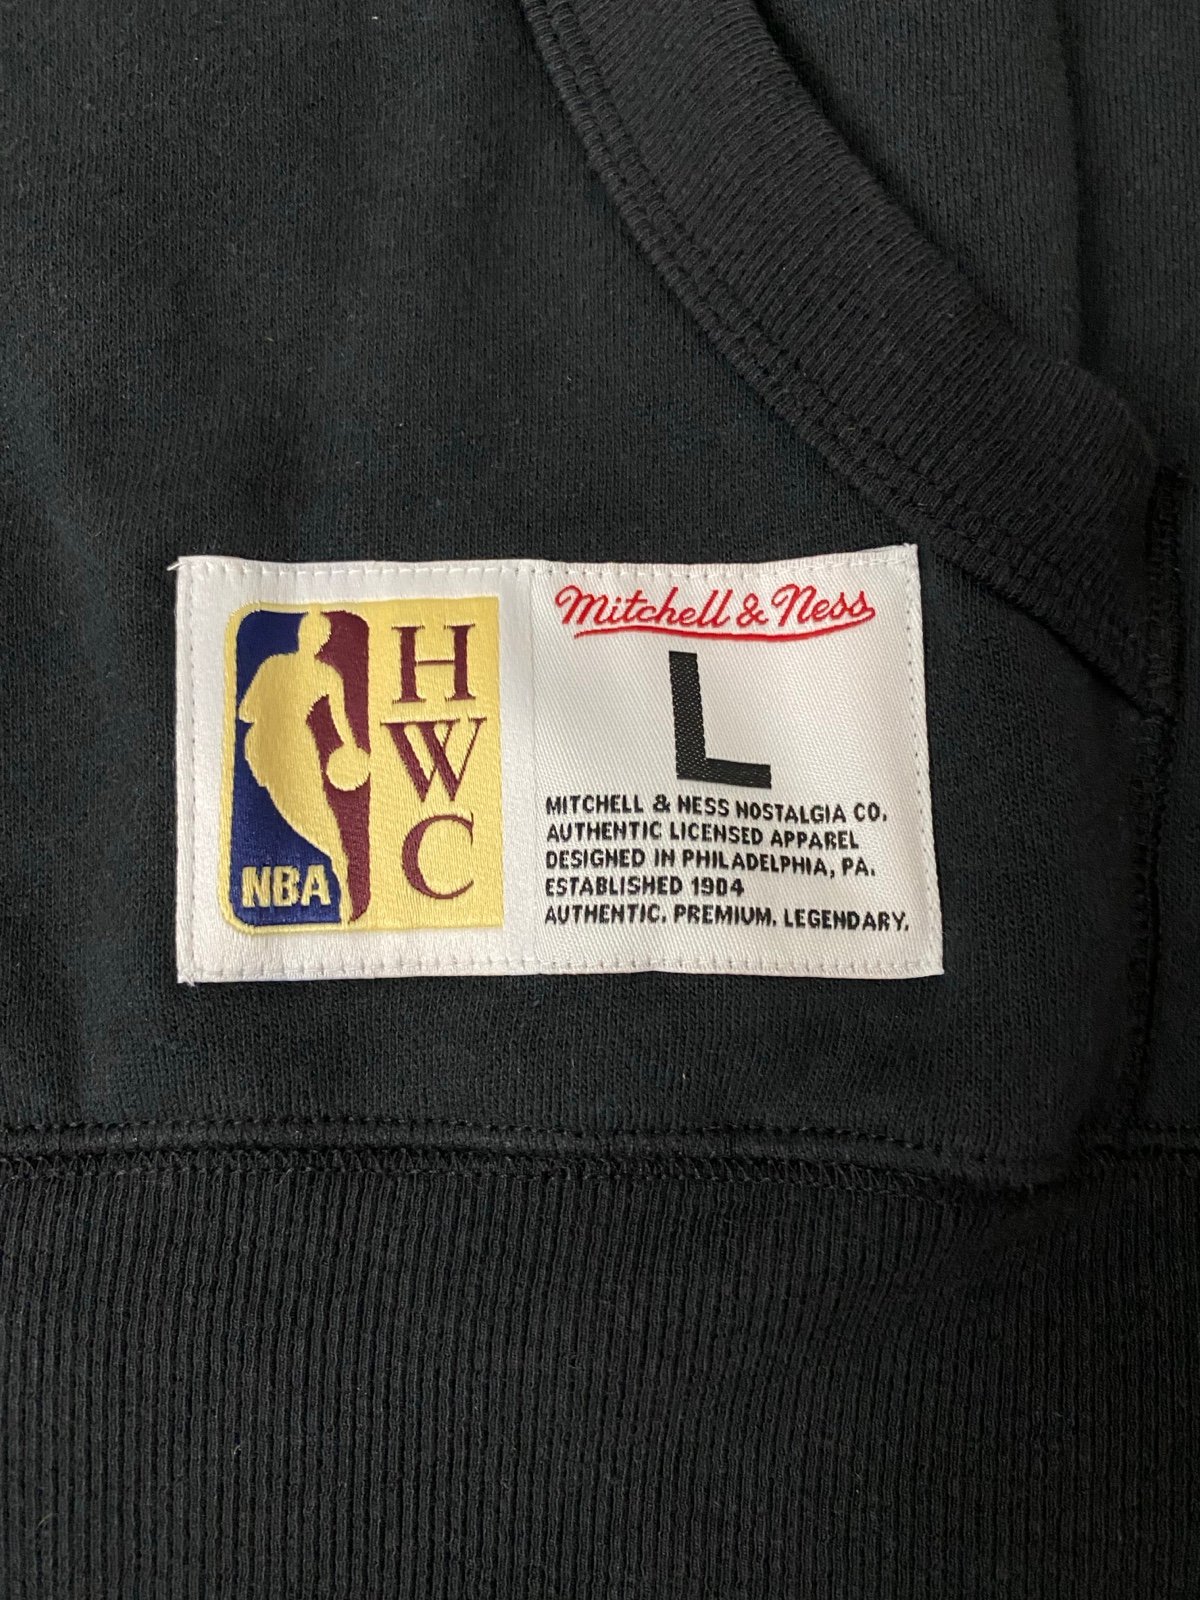 NBA
H
W
C
Mitchell & Ness
L
MITCHELL & NESS NOSTALGIA CO.
AUTHENTIC LICENSED APPAREL
DESIGNED IN PHILADELPHIA, PA.
ESTABLISHED 1904
AUTHENTIC. PREMIUM. LEGENDARY.